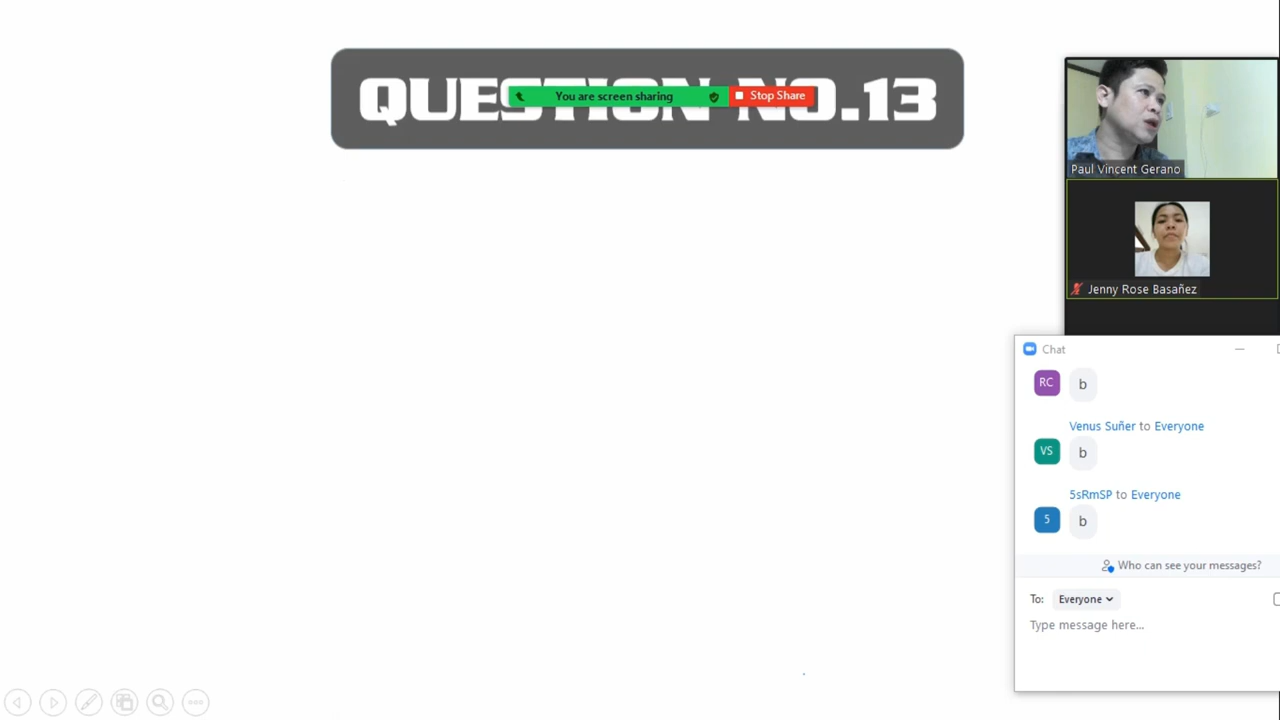 QUESTION NO.13
You are screen sharing
Stop Share
Paul Vincent Gerano
Jenny Rose Basañez
Chat
RC
b
Venus Suñer to Everyone
VS
b
5sRmSP to Everyone
5
b
Who can see your messages?
To: Everyone
Type message here...